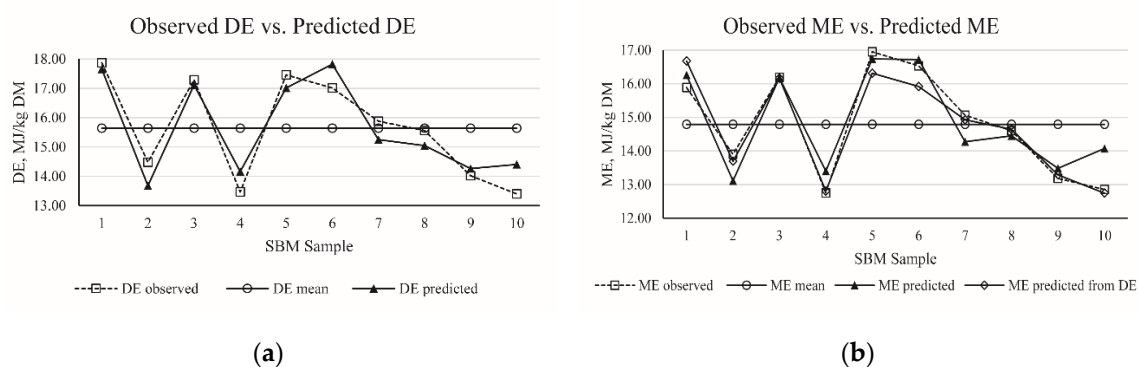 Observed DE vs. Predicted DE
18.00
17.00
16.00
15.00
14.00
13.00
DE, MJ/kg DM
1 2 3 4 5 6 7 8 9 10
SBM Sample
DE observed DE mean DE predicted
(a)
Observed ME vs. Predicted ME
17.00
16.00
15.00
14.00
13.00
12.00
ME, MJ/kg DM
1 2 3 4 5 6 7 8 9 10
SBM Sample
ME observed ME mean ME predicted ME predicted from DE
(b)